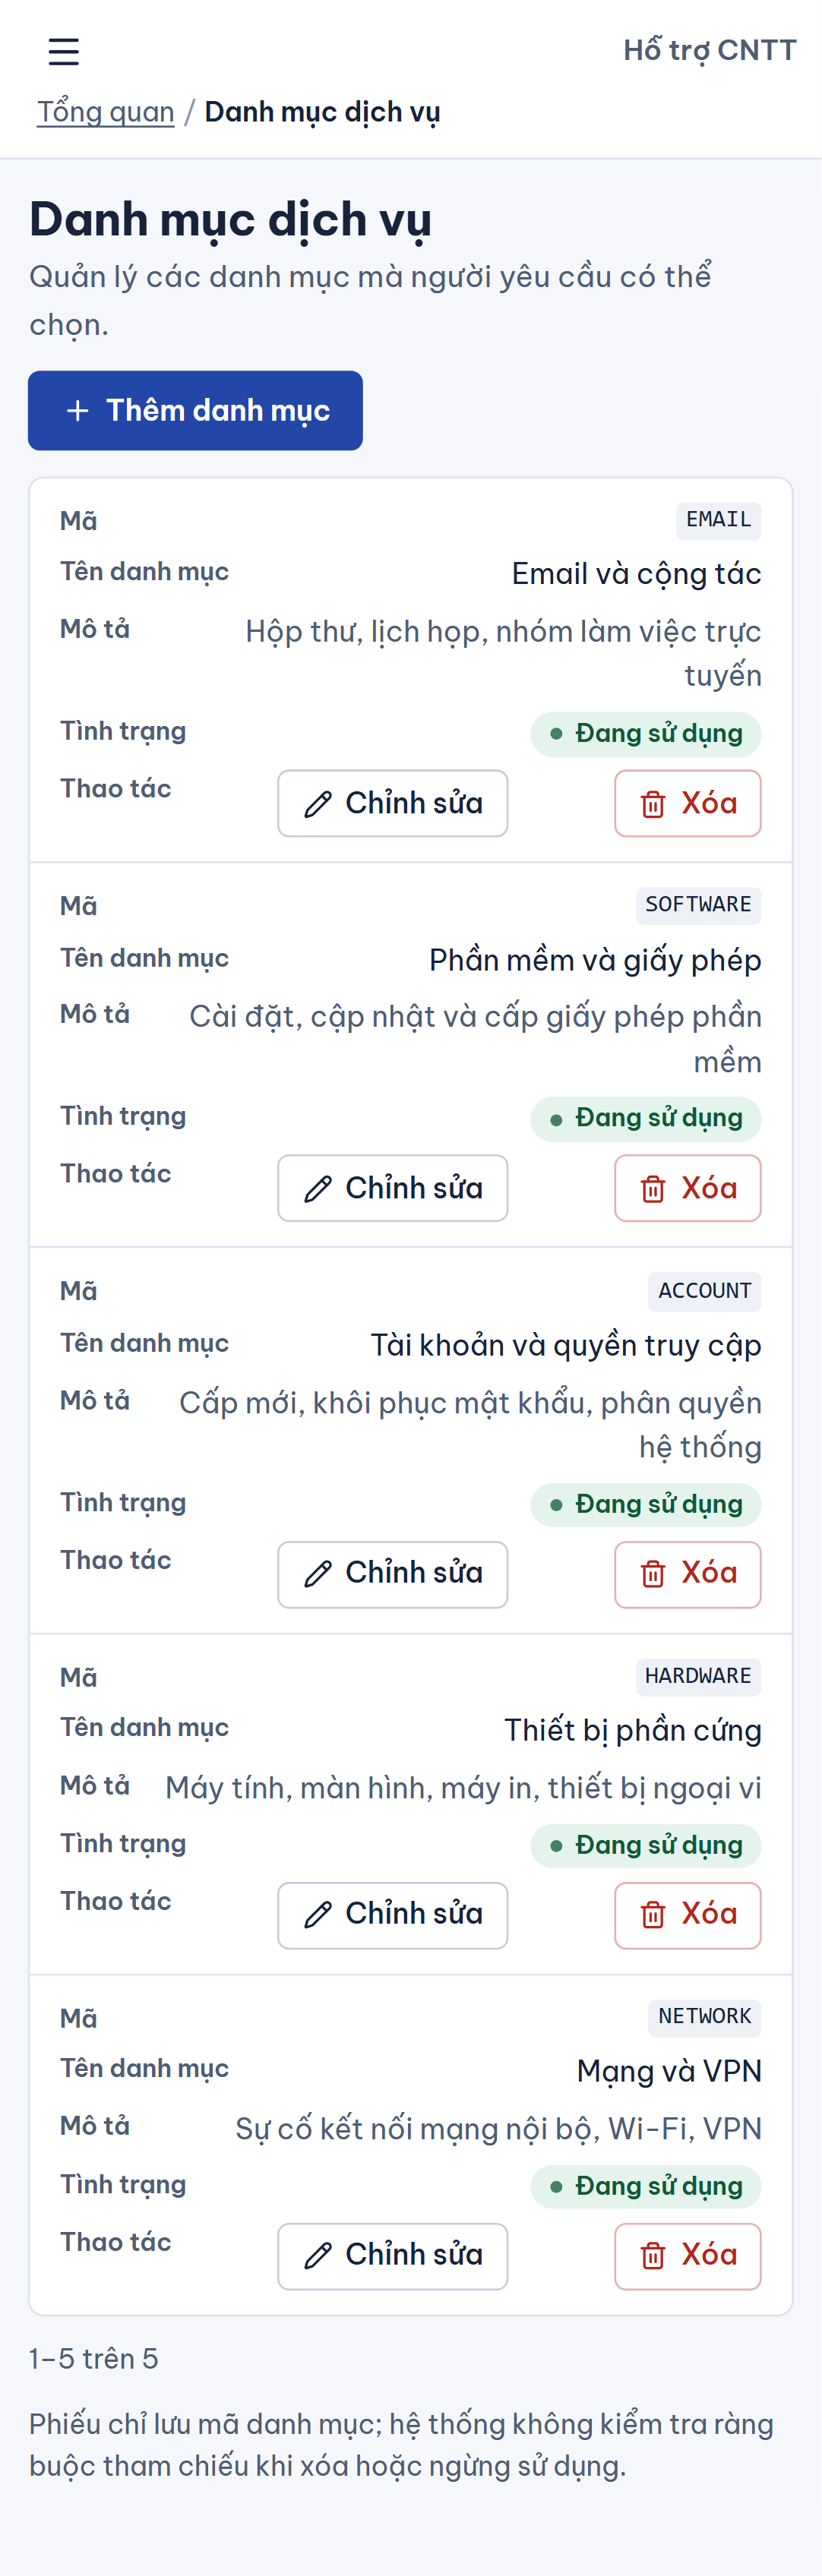 Hỗ trợ CNTT
Tổng quan / Danh mục dịch vụ
Danh mục dịch vụ
Quản lý các danh mục mà người yêu cầu có thể
chọn.
+ Thêm danh mục
Mã EMAIL
Tên danh mục Email và cộng tác
Mô tả Hộp thư, lịch họp, nhóm làm việc trực
tuyến
Tình trạng Đang sử dụng
Thao tác Chỉnh sửa Xóa
Mã SOFTWARE
Tên danh mục Phần mềm và giấy phép
Mô tả Cài đặt, cập nhật và cấp giấy phép phần
mềm
Tình trạng Đang sử dụng
Thao tác Chỉnh sửa Xóa
Mã ACCOUNT
Tên danh mục Tài khoản và quyền truy cập
Mô tả Cấp mới, khôi phục mật khẩu, phân quyền
hệ thống
Tình trạng Đang sử dụng
Thao tác Chỉnh sửa Xóa
Mã HARDWARE
Tên danh mục Thiết bị phần cứng
Mô tả Máy tính, màn hình, máy in, thiết bị ngoại vi
Tình trạng Đang sử dụng
Thao tác Chỉnh sửa Xóa
Mã NETWORK
Tên danh mục Mạng và VPN
Mô tả Sự cố kết nối mạng nội bộ, Wi-Fi, VPN
Tình trạng Đang sử dụng
Thao tác Chỉnh sửa Xóa
1–5 trên 5
Phiếu chỉ lưu mã danh mục; hệ thống không kiểm tra ràng
buộc tham chiếu khi xóa hoặc ngừng sử dụng.